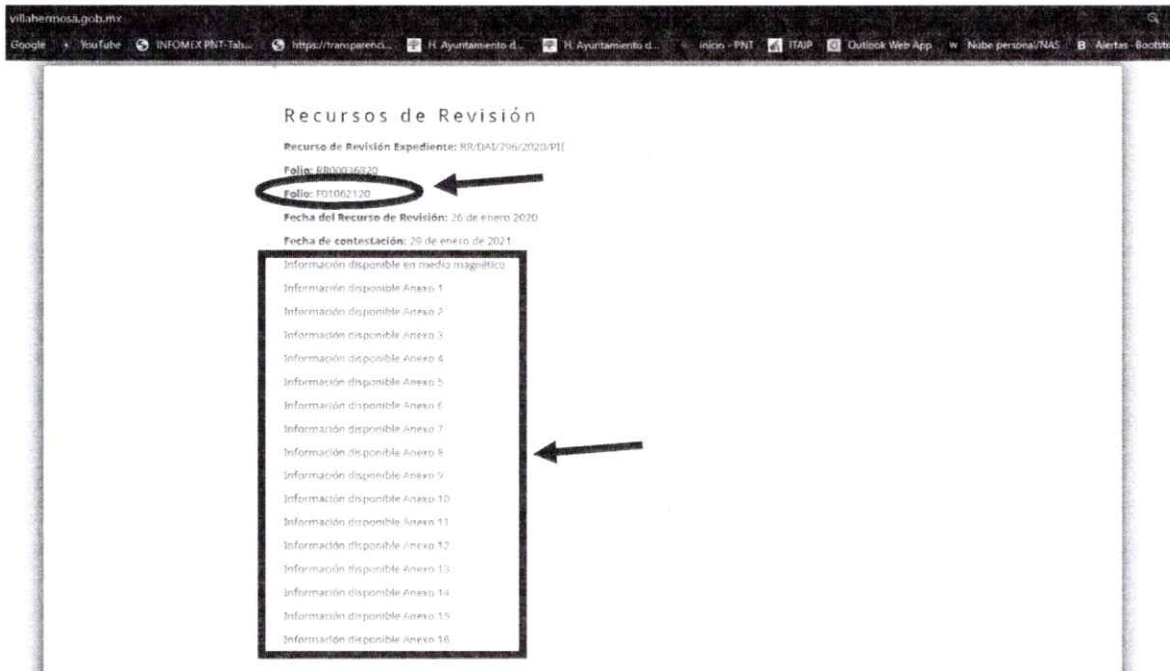 villahermosa.gob.mx
Google YouTube INFOMEX PNT-Tab... https://transparenci... H. Ayuntamiento d... H. Ayuntamiento d... Inicio - PNT ITAIP Outlook Web App Nube personal/NAS Alertas - Bootstr
Recursos de Revisión
Recurso de Revisión Expediente: RR/DAI/796/2020/PII
Folio: RR00036820
Folio: F01062120
Fecha del Recurso de Revisión: 26 de enero 2020
Fecha de contestación: 29 de enero de 2021
Información disponible en medio magnético
Información disponible Anexo 1
Información disponible Anexo 2
Información disponible Anexo 3
Información disponible Anexo 4
Información disponible Anexo 5
Información disponible Anexo 6
Información disponible Anexo 7
Información disponible Anexo 8
Información disponible Anexo 9
Información disponible Anexo 10
Información disponible Anexo 11
Información disponible Anexo 12
Información disponible Anexo 13
Información disponible Anexo 14
Información disponible Anexo 15
Información disponible Anexo 16